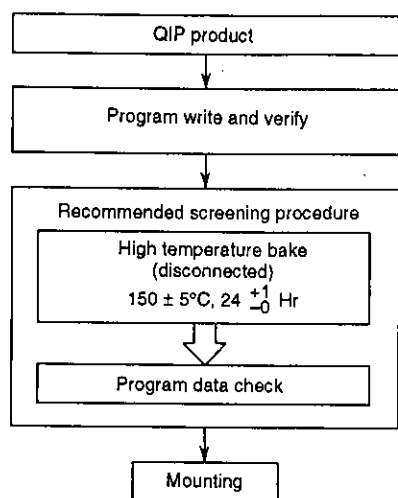 QIP product
Program write and verify
Recommended screening procedure
High temperature bake
(disconnected)
150 ± 5°C, 24 +1 −0 Hr
Program data check
Mounting